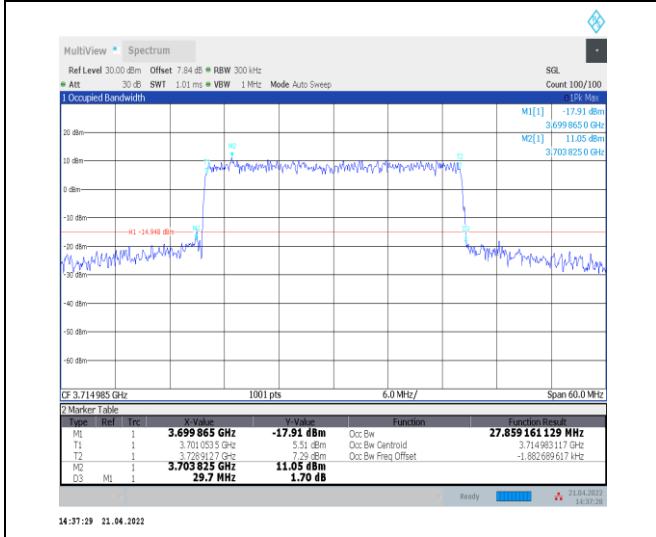 MultiView Spectrum
Ref Level 30.00 dBm Offset 7.84 dB RBW 300 kHz SGL
Att 30 dB SWT 1.01 ms VBW 1 MHz Mode Auto Sweep Count 100/100
1 Occupied Bandwidth 1Pk Max
M1[1] -17.91 dBm
3.699 865 0 GHz
M2[1] 11.05 dBm
3.703 825 0 GHz
20 dBm
M2
10 dBm
T1
T2
0 dBm
-10 dBm
H1 -14.948 dBm
M1
D3
-20 dBm
-30 dBm
-40 dBm
-50 dBm
-60 dBm
CF 3.714 985 GHz 1001 pts 6.0 MHz/ Span 60.0 MHz
2 Marker Table
Type Ref Trc X-Value Y-Value Function Function Result
M1 1 3.699 865 GHz -17.91 dBm Occ Bw 27.859 161 129 MHz
T1 1 3.701 053 5 GHz 5.51 dBm Occ Bw Centroid 3.714 983 117 GHz
T2 1 3.728 912 7 GHz 7.29 dBm Occ Bw Freq Offset -1.882 689 617 kHz
M2 1 3.703 825 GHz 11.05 dBm
D3 M1 1 29.7 MHz 1.70 dB
Ready 21.04.2022
14:37:28
14:37:29 21.04.2022